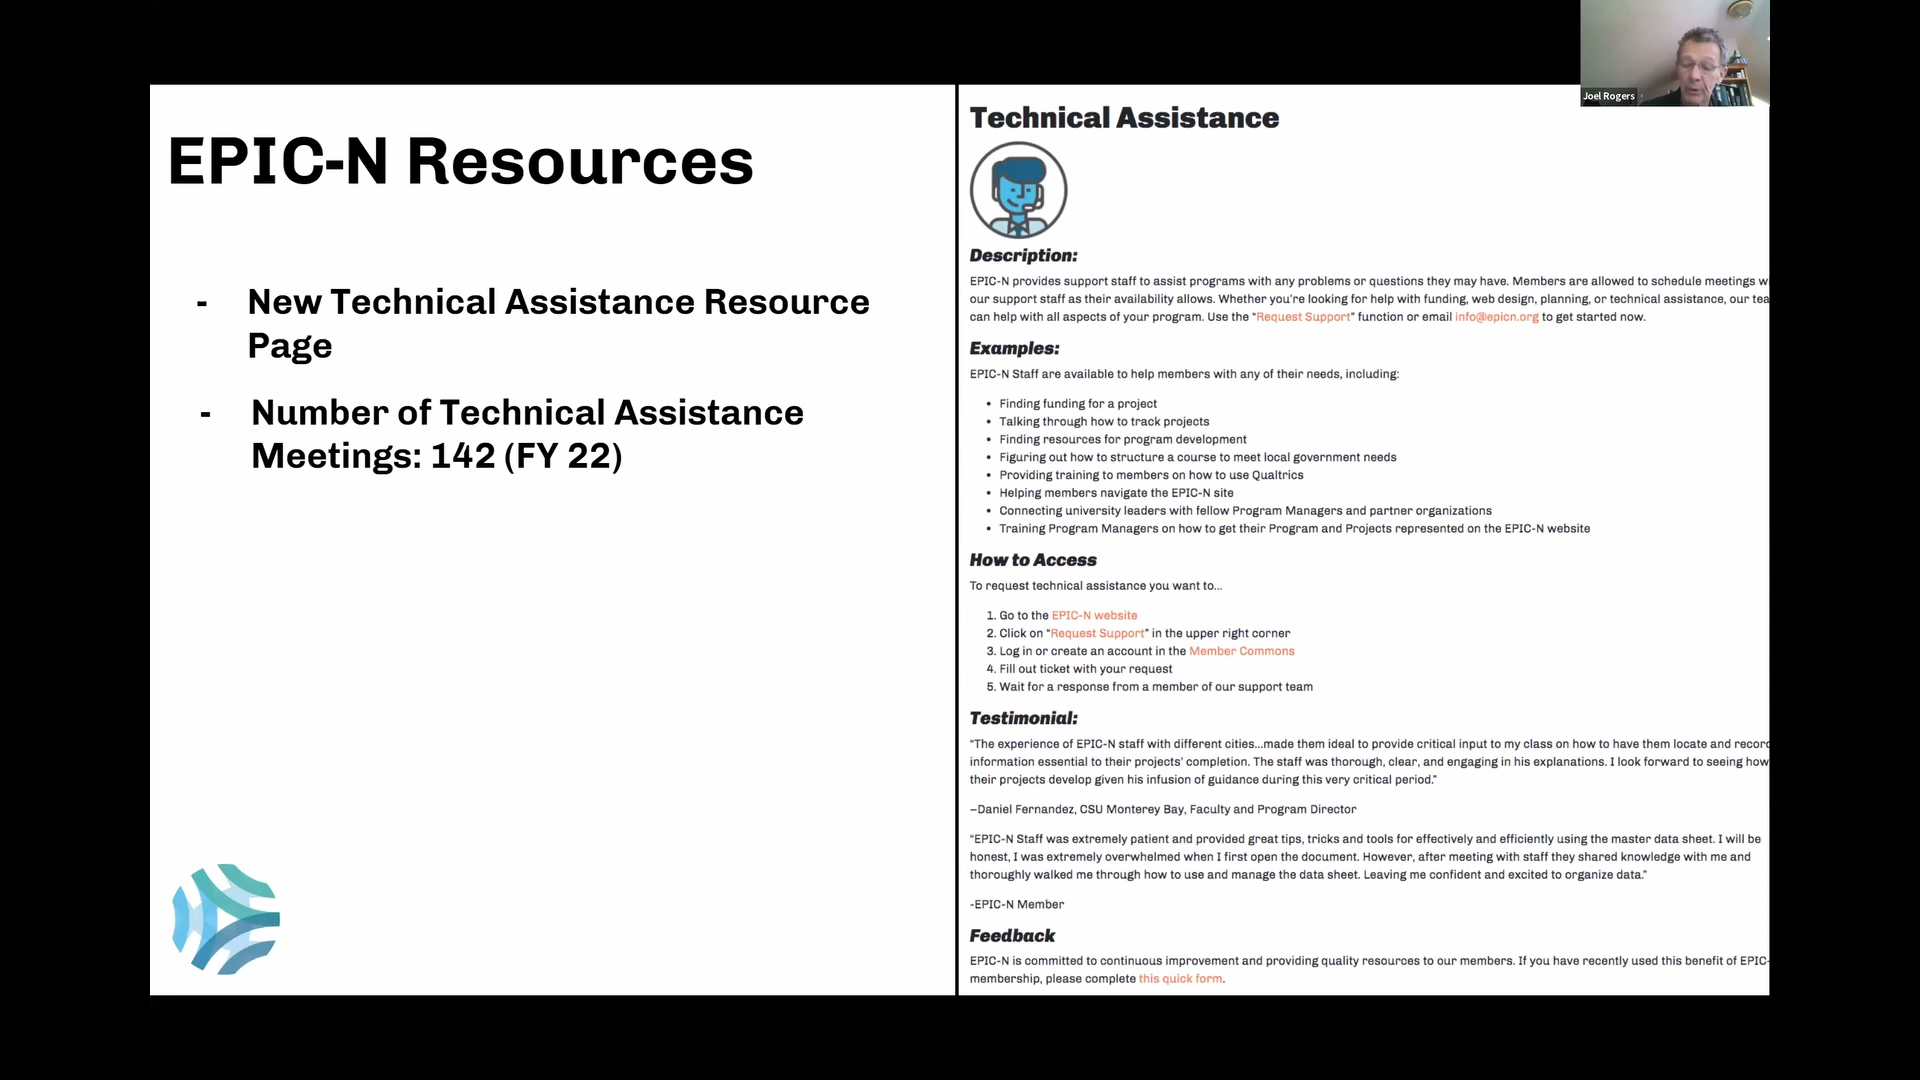 Joel Rogers
EPIC-N Resources
- New Technical Assistance Resource
Page
- Number of Technical Assistance
Meetings: 142 (FY 22)
Technical Assistance
Description:
EPIC-N provides support staff to assist programs with any problems or questions they may have. Members are allowed to schedule meetings w
our support staff as their availability allows. Whether you're looking for help with funding, web design, planning, or technical assistance, our tea
can help with all aspects of your program. Use the "Request Support" function or email info@epicn.org to get started now.
Examples:
EPIC-N Staff are available to help members with any of their needs, including:
• Finding funding for a project
• Talking through how to track projects
• Finding resources for program development
• Figuring out how to structure a course to meet local government needs
• Providing training to members on how to use Qualtrics
• Helping members navigate the EPIC-N site
• Connecting university leaders with fellow Program Managers and partner organizations
• Training Program Managers on how to get their Program and Projects represented on the EPIC-N website
How to Access
To request technical assistance you want to...
1. Go to the EPIC-N website
2. Click on "Request Support" in the upper right corner
3. Log in or create an account in the Member Commons
4. Fill out ticket with your request
5. Wait for a response from a member of our support team
Testimonial:
"The experience of EPIC-N staff with different cities...made them ideal to provide critical input to my class on how to have them locate and record
information essential to their projects' completion. The staff was thorough, clear, and engaging in his explanations. I look forward to seeing how
their projects develop given his infusion of guidance during this very critical period."
–Daniel Fernandez, CSU Monterey Bay, Faculty and Program Director
"EPIC-N Staff was extremely patient and provided great tips, tricks and tools for effectively and efficiently using the master data sheet. I will be
honest, I was extremely overwhelmed when I first open the document. However, after meeting with staff they shared knowledge with me and
thoroughly walked me through how to use and manage the data sheet. Leaving me confident and excited to organize data."
-EPIC-N Member
Feedback
EPIC-N is committed to continuous improvement and providing quality resources to our members. If you have recently used this benefit of EPIC-
membership, please complete this quick form.